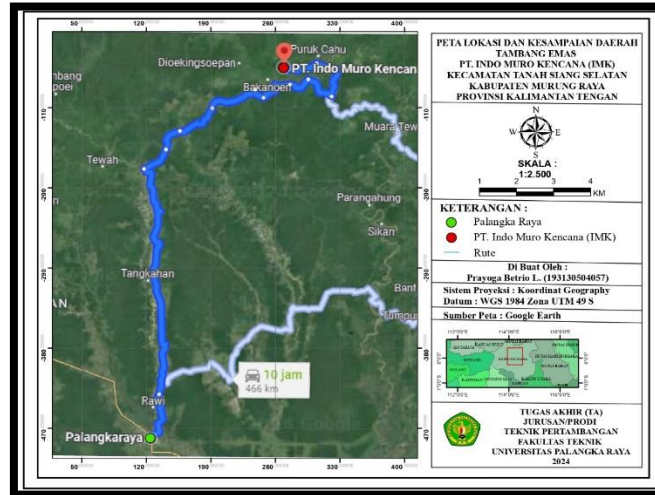 50
120
190
260
330
400
-110
-200
-290
-380
-470
Puruk Cahu
Dioekingsoepan
PT. Indo Muro Kencan
Bakanoen
Muara Tew
Tewah
Parangahung
Sikan
Tangkahan
AN
Bant
Tumpu
10 jam
466 km
Rawi
Palangkaraya
PETA LOKASI DAN KESAMPAIAN DAERAH
TAMBANG EMAS
PT. INDO MURO KENCANA (IMK)
KECAMATAN TANAH SIANG SELATAN
KABUPATEN MURUNG RAYA
PROVINSI KALIMANTAN TENGAH
N
W E
S
SKALA :
1:2.500
1 2 3 4
KM
KETERANGAN :
Palangka Raya
PT. Indo Muro Kencana (IMK)
Rute
Di Buat Oleh :
Prayoga Betrio L. (193130504057)
Sistem Proyeksi : Koordinat Geography
Datum : WGS 1984 Zona UTM 49 S
Sumber Peta : Google Earth
TUGAS AKHIR (TA)
JURUSAN/PRODI
TEKNIK PERTAMBANGAN
FAKULTAS TEKNIK
UNIVERSITAS PALANGKA RAYA
2024